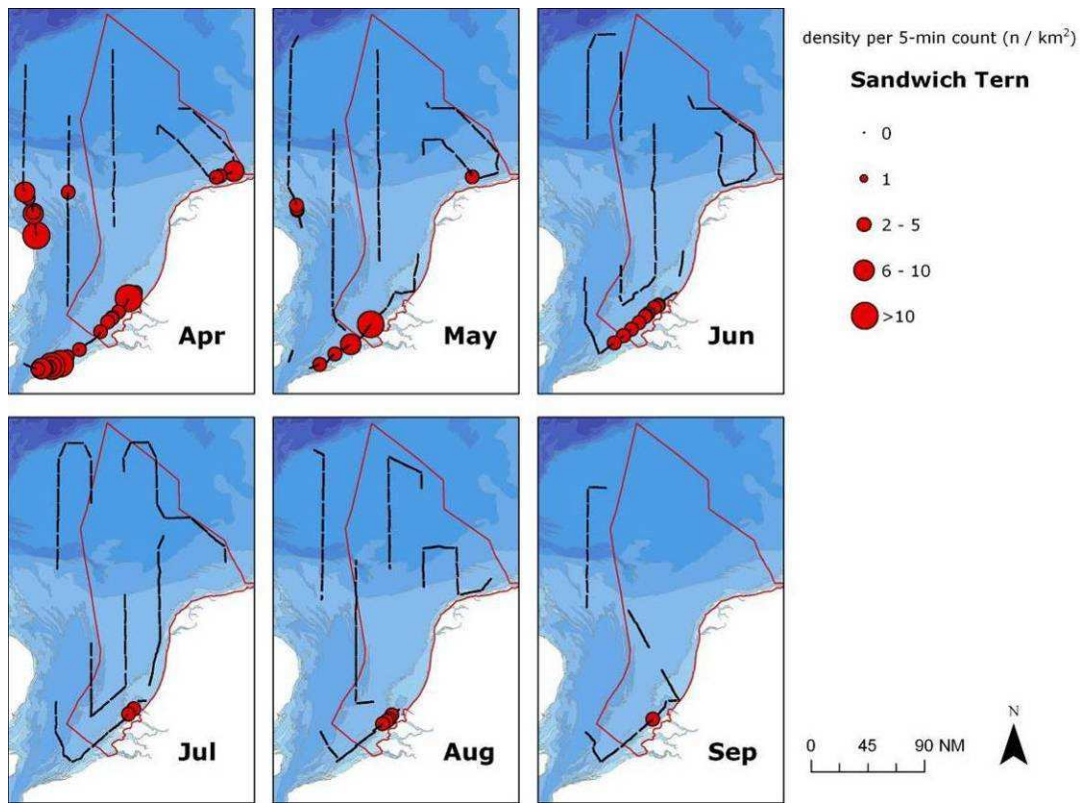 density per 5-min count (n / km²)
Sandwich Tern
0
1
2 - 5
6 - 10
>10
Apr
May
Jun
Jul
Aug
Sep
N
0 45 90 NM